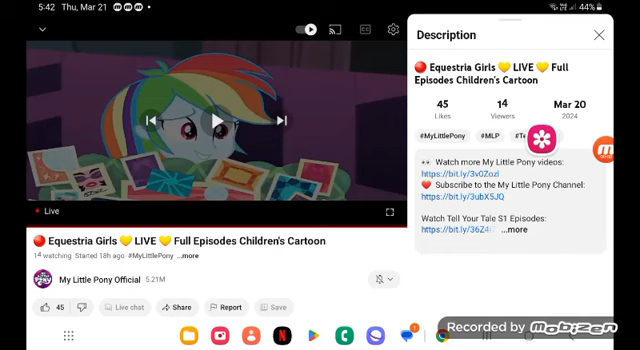 5:42 Thu, Mar 21
44%
Description
🔴 Equestria Girls 💛 LIVE 💛 Full
Episodes Children's Cartoon
45
14
Mar 20
Likes
Viewers
2024
#MyLittlePony
#MLP
👀 Watch more My Little Pony videos:
https://bit.ly/3v0Zozl
❤️ Subscribe to the My Little Pony Channel:
https://bit.ly/3ubX5JQ
Watch Tell Your Tale S1 Episodes:
...more
Live
🔴 Equestria Girls 💛 LIVE 💛 Full Episodes Children's Cartoon
14 watching Started 18h ago #MyLittlePony ...more
My Little Pony Official 5.21M
45
Live chat
Share
Report
Save
Recorded by Mobizen